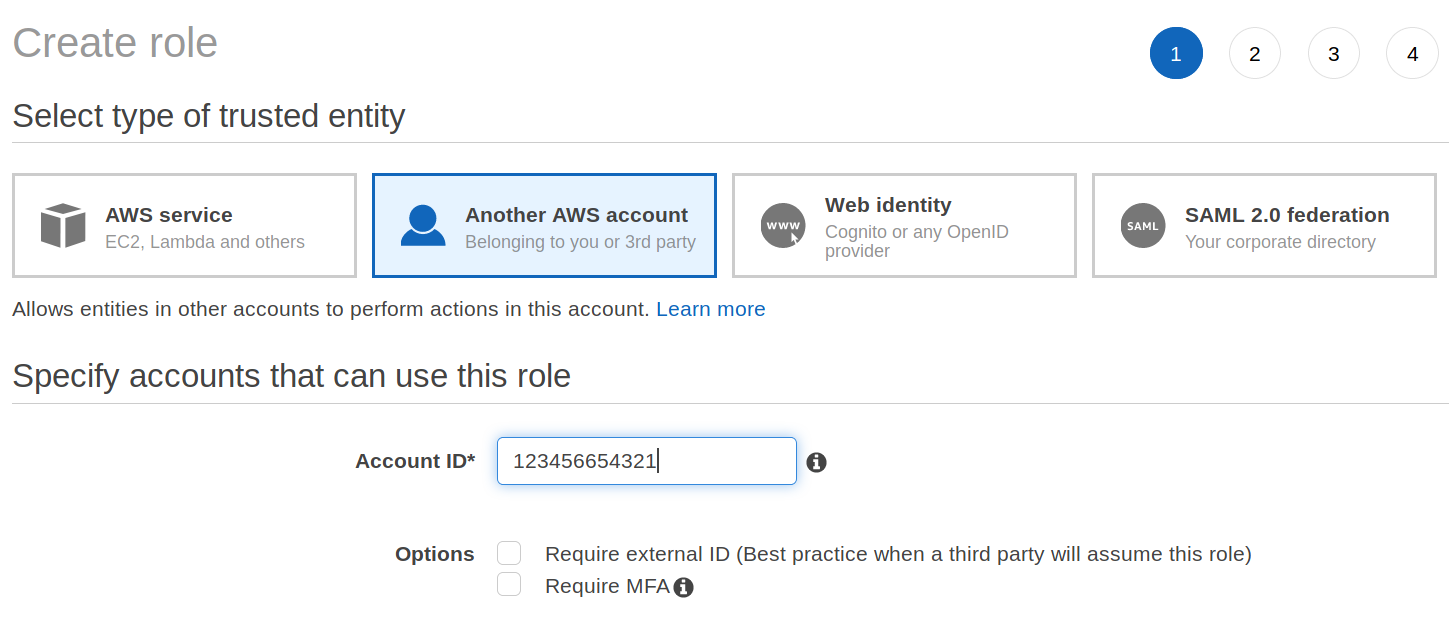 Create role
1 2 3 4
Select type of trusted entity
AWS service
EC2, Lambda and others
Another AWS account
Belonging to you or 3rd party
WWW
Web identity
Cognito or any OpenID
provider
SAML
SAML 2.0 federation
Your corporate directory
Allows entities in other accounts to perform actions in this account. Learn more
Specify accounts that can use this role
Account ID* 123456654321
Options Require external ID (Best practice when a third party will assume this role)
Require MFA